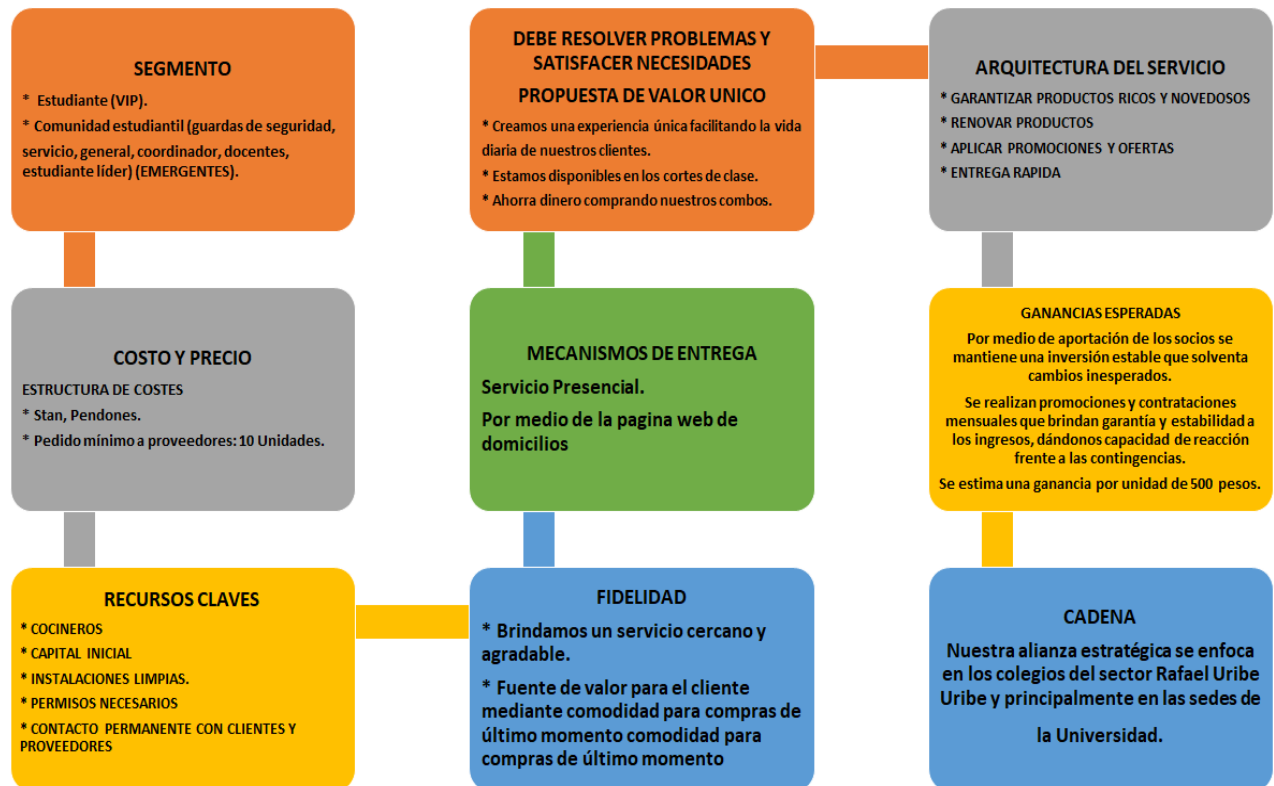 SEGMENTO
* Estudiante (VIP).
* Comunidad estudiantil (guardas de seguridad,
servicio, general, coordinador, docentes,
estudiante líder) (EMERGENTES).
COSTO Y PRECIO
ESTRUCTURA DE COSTES
* Stan, Pendones.
* Pedido mínimo a proveedores: 10 Unidades.
RECURSOS CLAVES
* COCINEROS
* CAPITAL INICIAL
* INSTALACIONES LIMPIAS.
* PERMISOS NECESARIOS
* CONTACTO PERMANENTE CON CLIENTES Y
PROVEEDORES
FIDELIDAD
* Brindamos un servicio cercano y
agradable.
* Fuente de valor para el cliente
mediante comodidad para compras de
último momento comodidad para
compras de último momento
MECANISMOS DE ENTREGA
Servicio Presencial.
Por medio de la pagina web de
domicilios
DEBE RESOLVER PROBLEMAS Y
SATISFACER NECESIDADES
PROPUESTA DE VALOR UNICO
* Creamos una experiencia única facilitando la vida
diaria de nuestros clientes.
* Estamos disponibles en los cortes de clase.
* Ahorra dinero comprando nuestros combos.
ARQUITECTURA DEL SERVICIO
* GARANTIZAR PRODUCTOS RICOS Y NOVEDOSOS
* RENOVAR PRODUCTOS
* APLICAR PROMOCIONES Y OFERTAS
* ENTREGA RAPIDA
GANANCIAS ESPERADAS
Por medio de aportación de los socios se
mantiene una inversión estable que solventa
cambios inesperados.
Se realizan promociones y contrataciones
mensuales que brindan garantía y estabilidad a
los ingresos, dándonos capacidad de reacción
frente a las contingencias.
Se estima una ganancia por unidad de 500 pesos.
CADENA
Nuestra alianza estratégica se enfoca
en los colegios del sector Rafael Uribe
Uribe y principalmente en las sedes de
la Universidad.